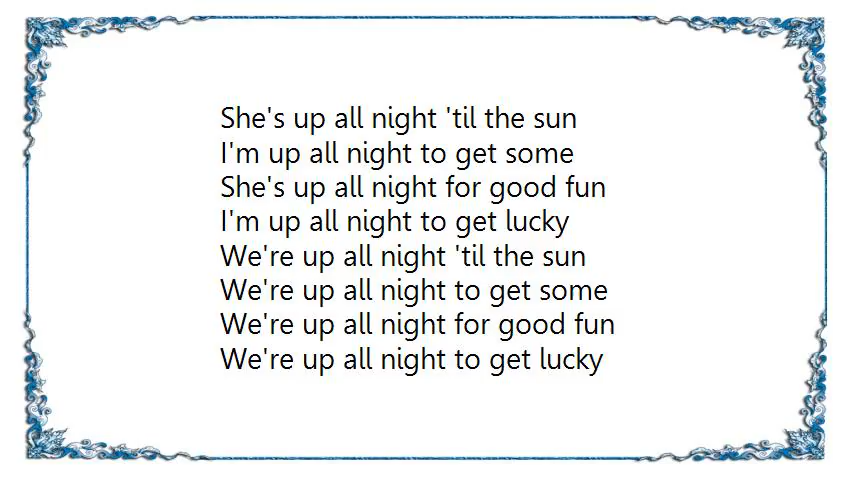 She's up all night 'til the sun
I'm up all night to get some
She's up all night for good fun
I'm up all night to get lucky
We're up all night 'til the sun
We're up all night to get some
We're up all night for good fun
We're up all night to get lucky